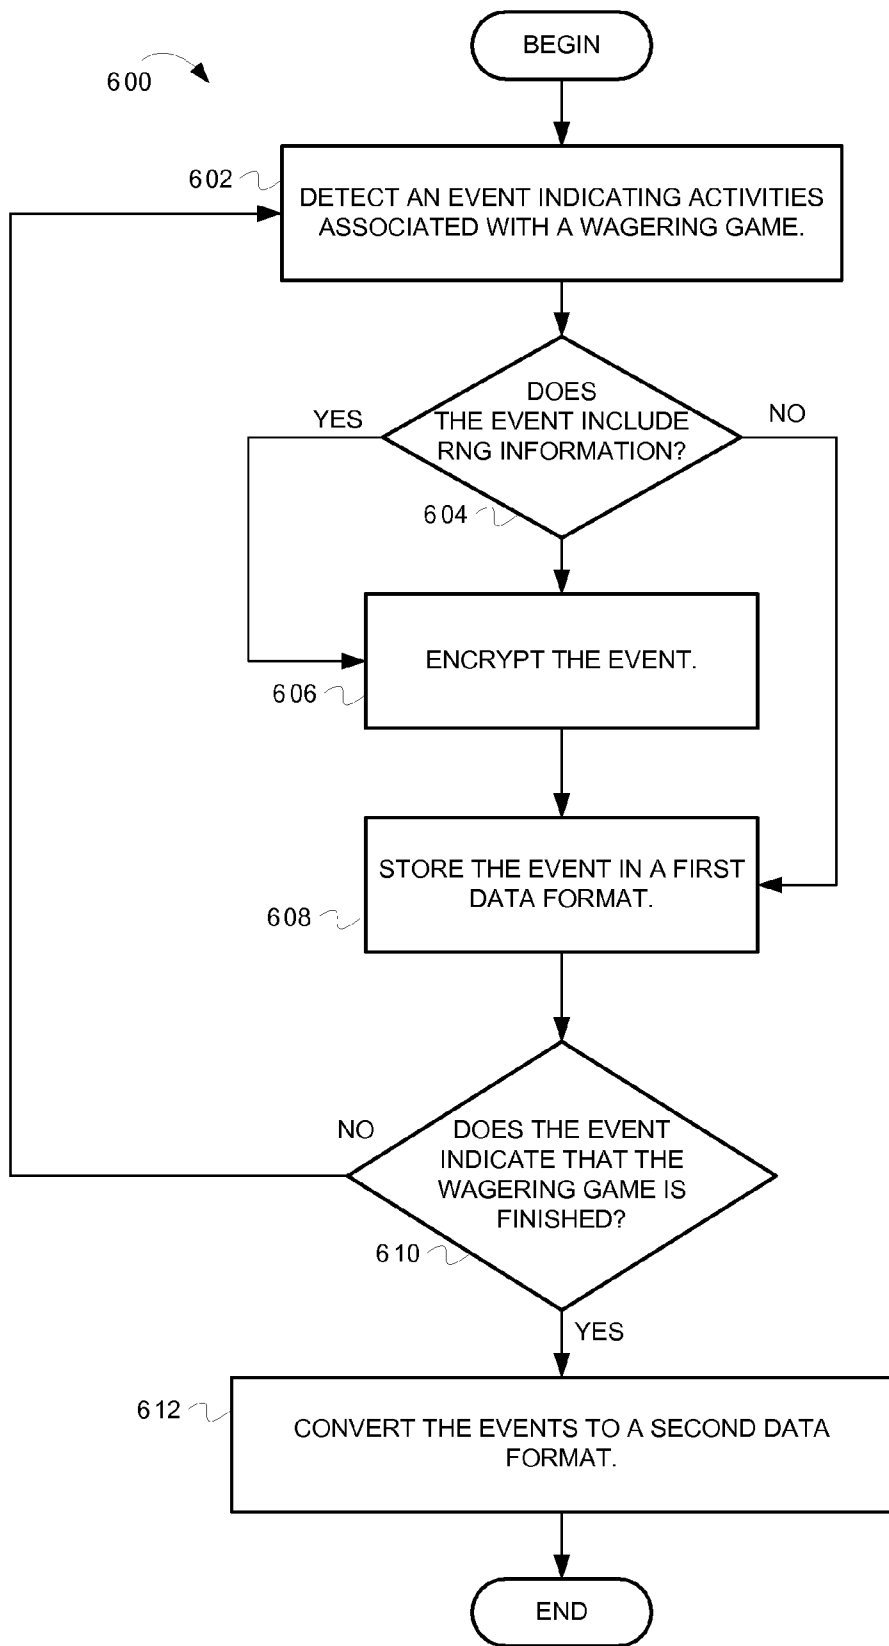 BEGIN
600
602
DETECT AN EVENT INDICATING ACTIVITIES
ASSOCIATED WITH A WAGERING GAME.
DOES
THE EVENT INCLUDE
RNG INFORMATION?
YES
NO
604
ENCRYPT THE EVENT.
606
STORE THE EVENT IN A FIRST
DATA FORMAT.
608
NO
DOES THE EVENT
INDICATE THAT THE
WAGERING GAME IS
FINISHED?
610
YES
612
CONVERT THE EVENTS TO A SECOND DATA
FORMAT.
END